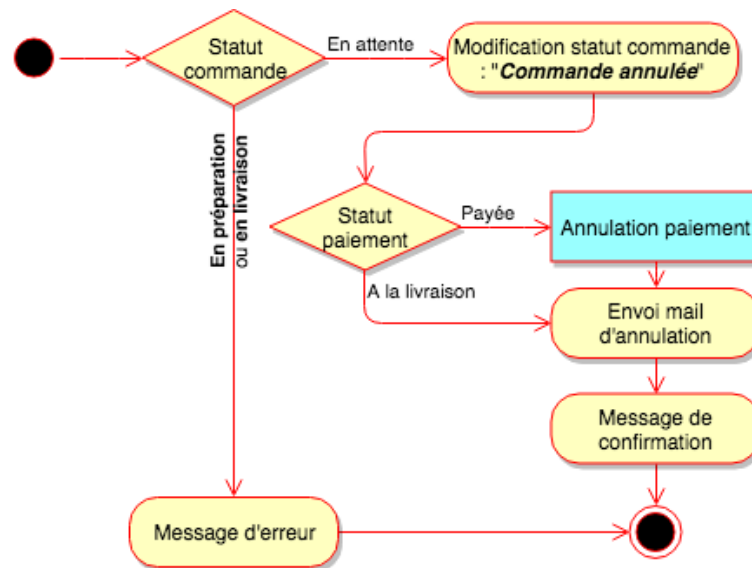 Statut
commande
En attente
Modification statut commande
: "Commande annulée"
En préparation
ou en livraison
Statut
paiement
Payée
Annulation paiement
A la livraison
Envoi mail
d'annulation
Message de
confirmation
Message d'erreur